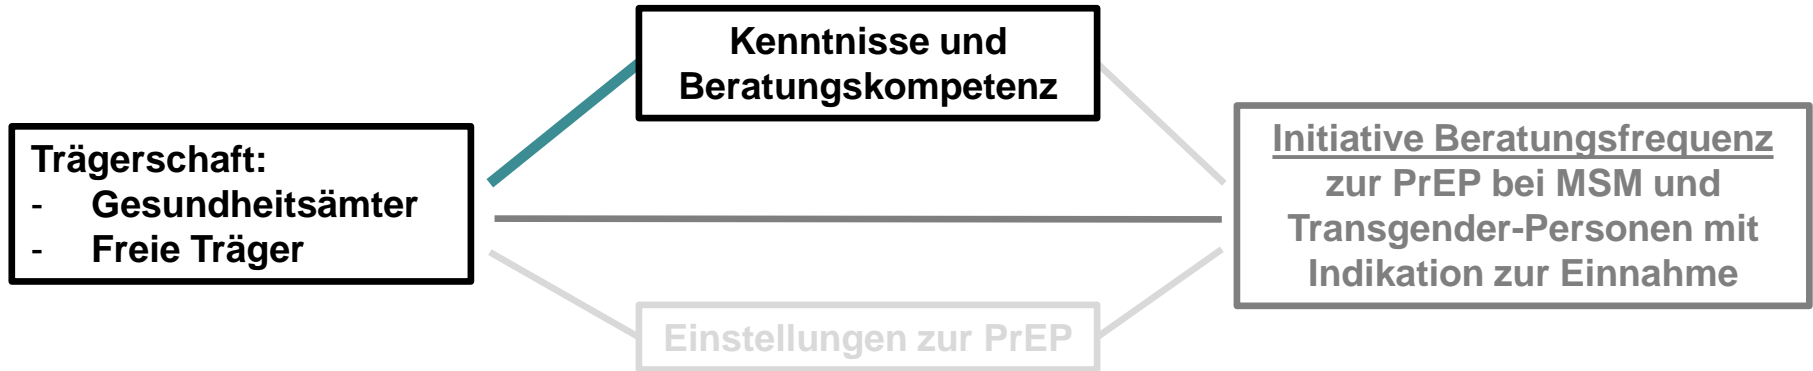 Kenntnisse und
Beratungskompetenz
Trägerschaft:
- Gesundheitsämter
- Freie Träger
Initiative Beratungsfrequenz
zur PrEP bei MSM und
Transgender-Personen mit
Indikation zur Einnahme
Einstellungen zur PrEP